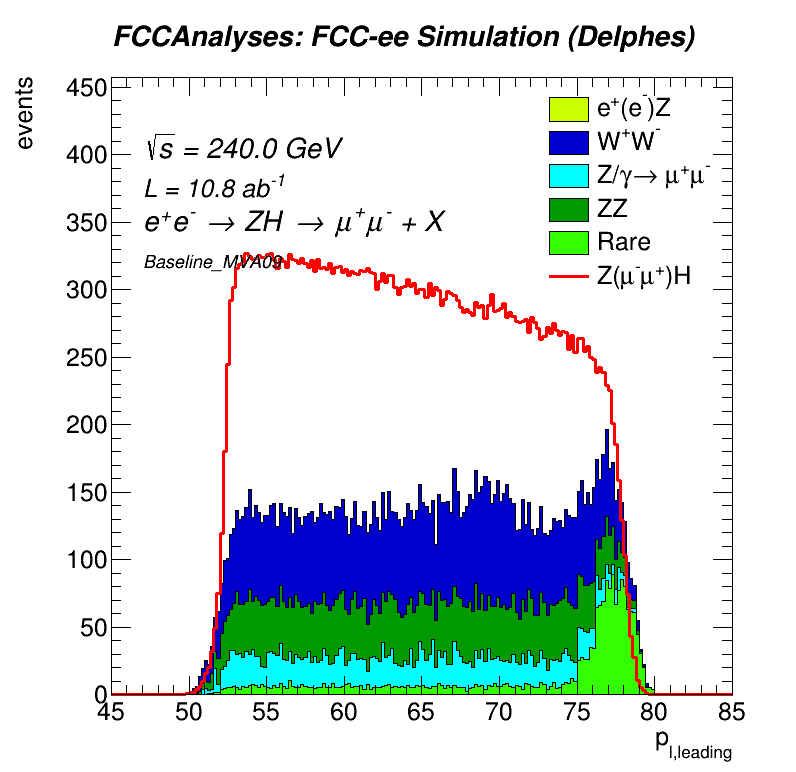 FCCAnalyses: FCC-ee Simulation (Delphes)
events
450
400
350
300
250
200
150
100
50
0
√s = 240.0 GeV
L = 10.8 ab⁻¹
e⁺e⁻ → ZH → μ⁺μ⁻ + X
Baseline_MVA09
e⁺(e⁻)Z
W⁺W⁻
Z/γ→ μ⁺μ⁻
ZZ
Rare
Z(μ⁻μ⁺)H
45 50 55 60 65 70 75 80 85
p_l,leading